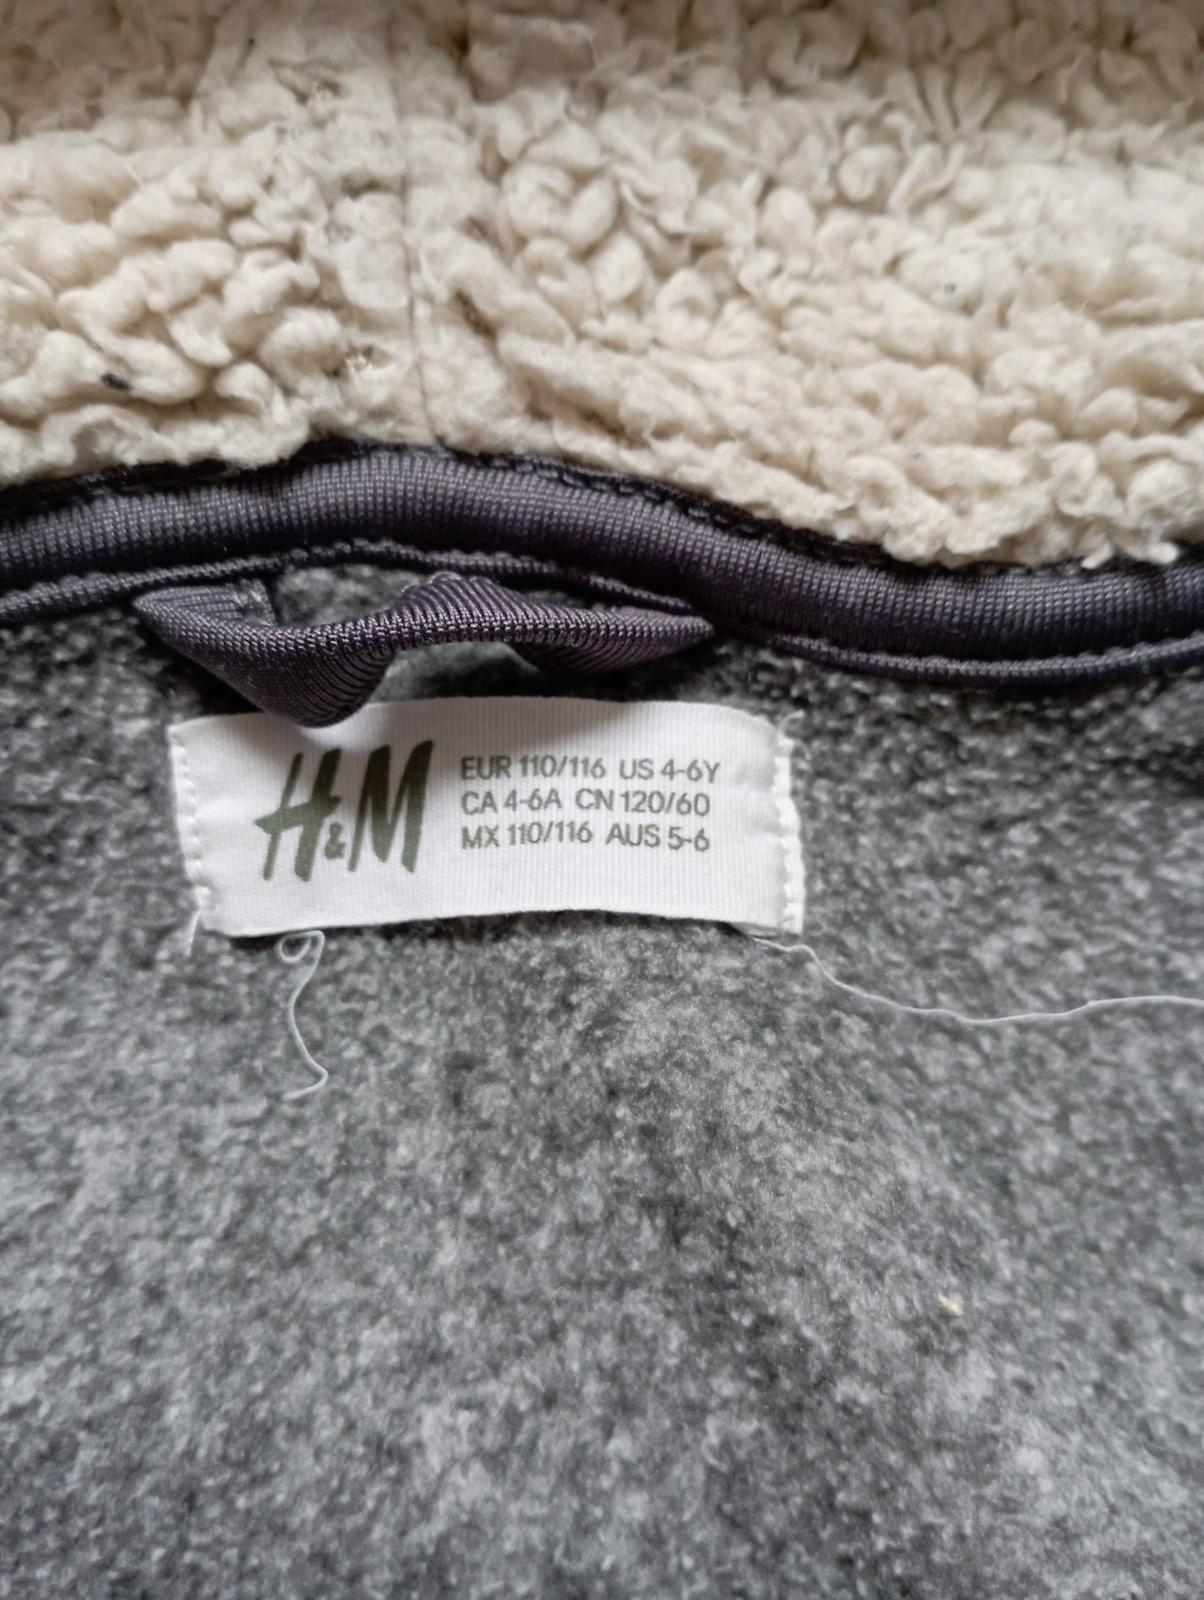 H&M
EUR 110/116 US 4-6Y
CA 4-6A CN 120/60
MX 110/116 AUS 5-6